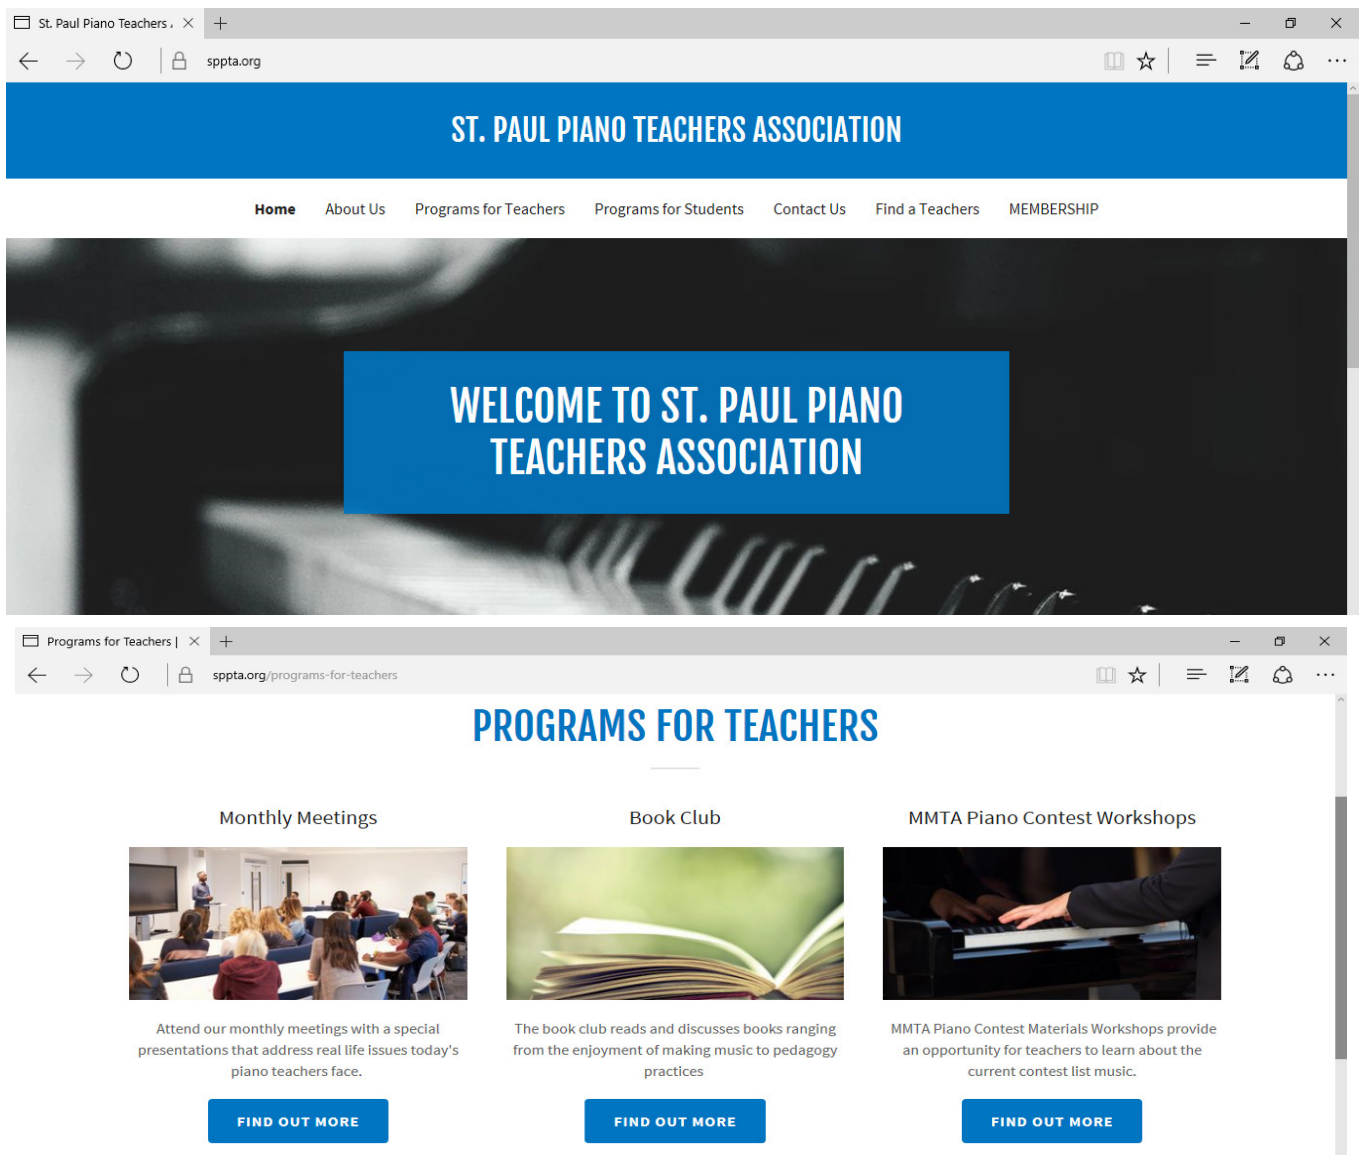 St. Paul Piano Teachers
sppta.org
ST. PAUL PIANO TEACHERS ASSOCIATION
Home About Us Programs for Teachers Programs for Students Contact Us Find a Teachers MEMBERSHIP
WELCOME TO ST. PAUL PIANO
TEACHERS ASSOCIATION
Programs for Teachers |
sppta.org/programs-for-teachers
PROGRAMS FOR TEACHERS
Monthly Meetings Book Club MMTA Piano Contest Workshops
Attend our monthly meetings with a special
presentations that address real life issues today's
piano teachers face.
The book club reads and discusses books ranging
from the enjoyment of making music to pedagogy
practices
MMTA Piano Contest Materials Workshops provide
an opportunity for teachers to learn about the
current contest list music.
FIND OUT MORE FIND OUT MORE FIND OUT MORE